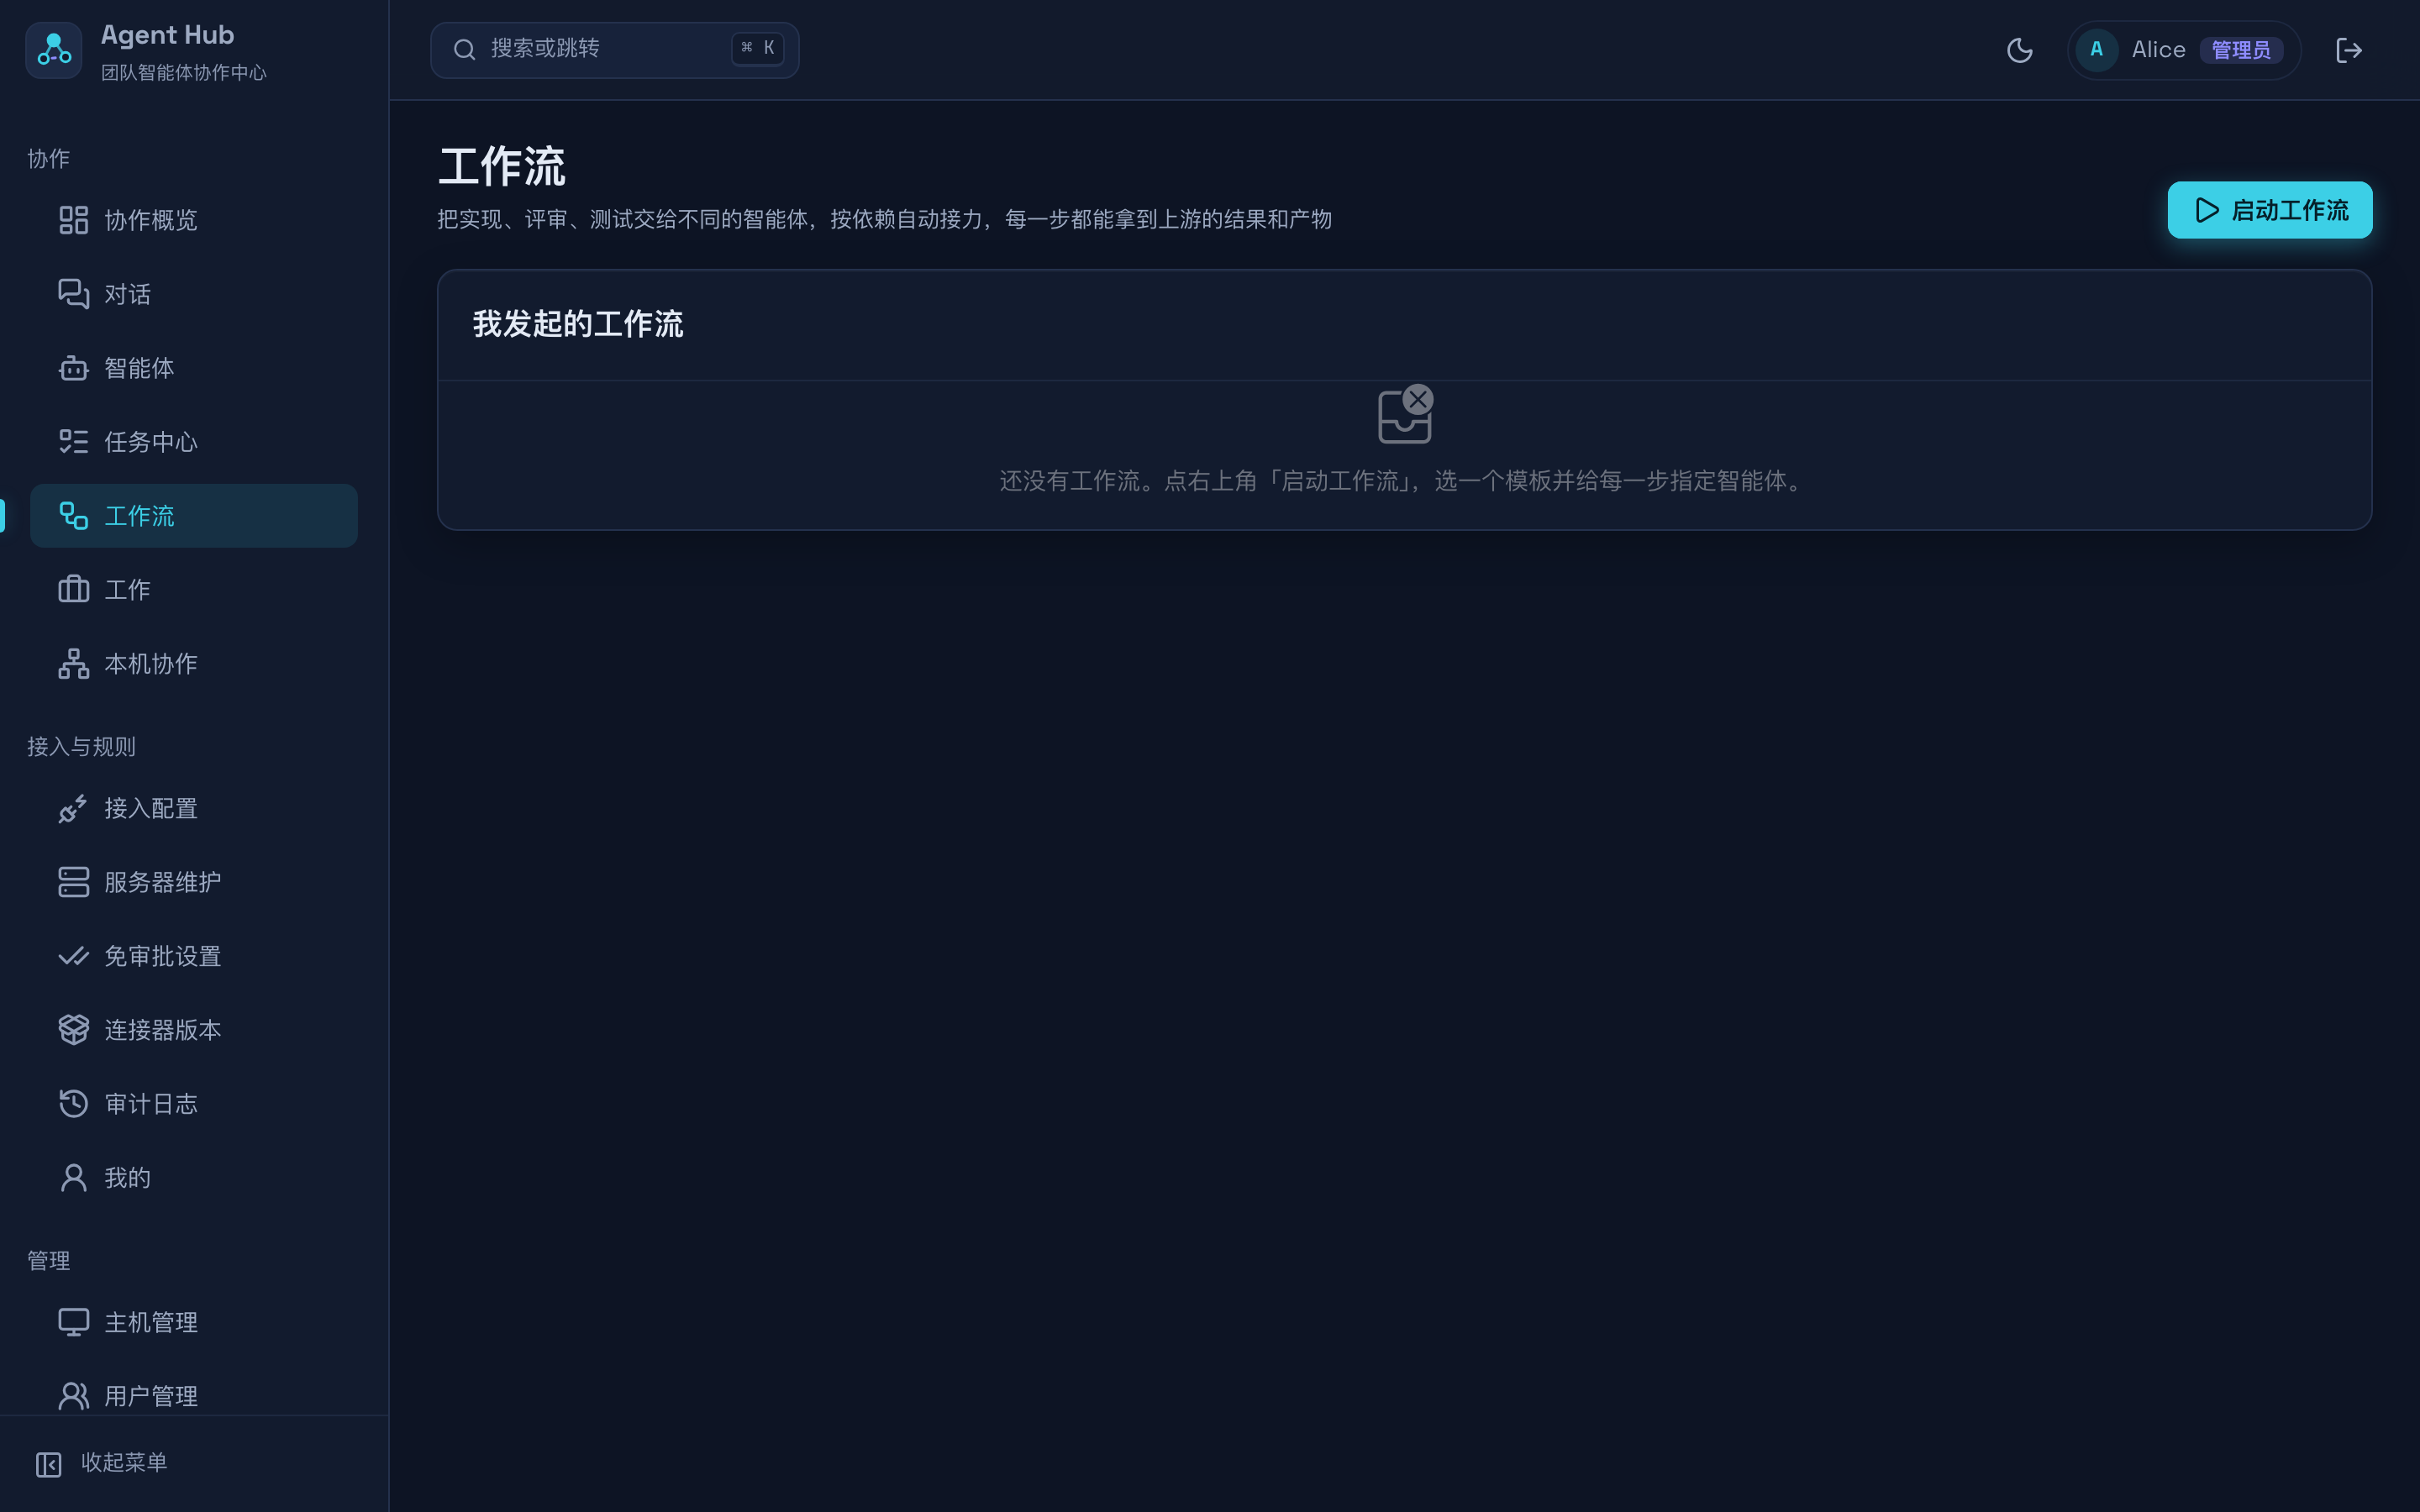 Agent Hub
团队智能体协作中心
搜索或跳转
⌘ K
A
Alice
管理员
协作
协作概览
对话
智能体
任务中心
工作流
工作
本机协作
接入与规则
接入配置
服务器维护
免审批设置
连接器版本
审计日志
我的
管理
主机管理
用户管理
收起菜单
工作流
把实现、评审、测试交给不同的智能体，按依赖自动接力，每一步都能拿到上游的结果和产物
启动工作流
我发起的工作流
还没有工作流。点右上角「启动工作流」，选一个模板并给每一步指定智能体。